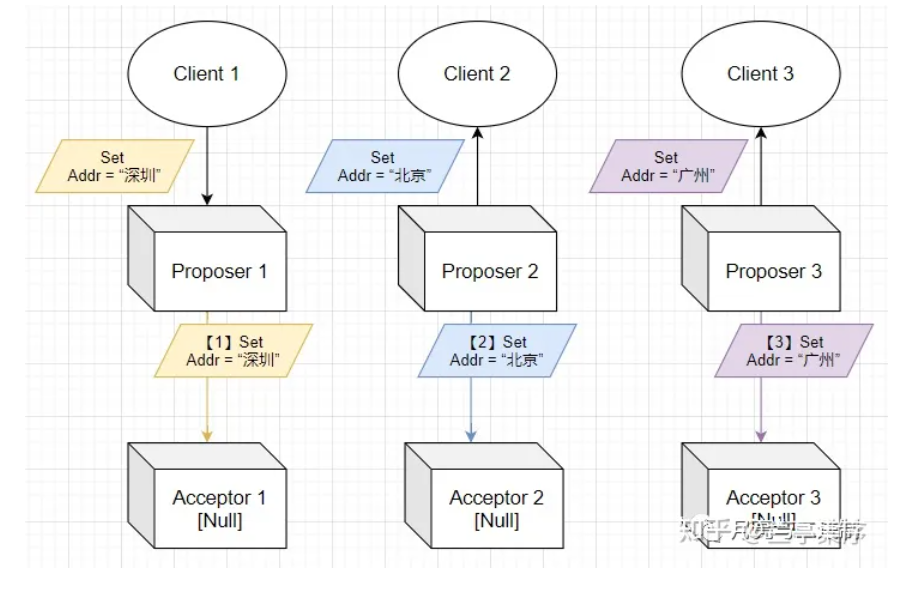 Client 1
Client 2
Client 3
Set
Addr = “深圳”
Set
Addr = “北京”
Set
Addr = “广州”
Proposer 1
Proposer 2
Proposer 3
【1】Set
Addr = “深圳”
【2】Set
Addr = “北京”
【3】Set
Addr = “广州”
Acceptor 1
[Null]
Acceptor 2
[Null]
Acceptor 3
[Null]
知乎